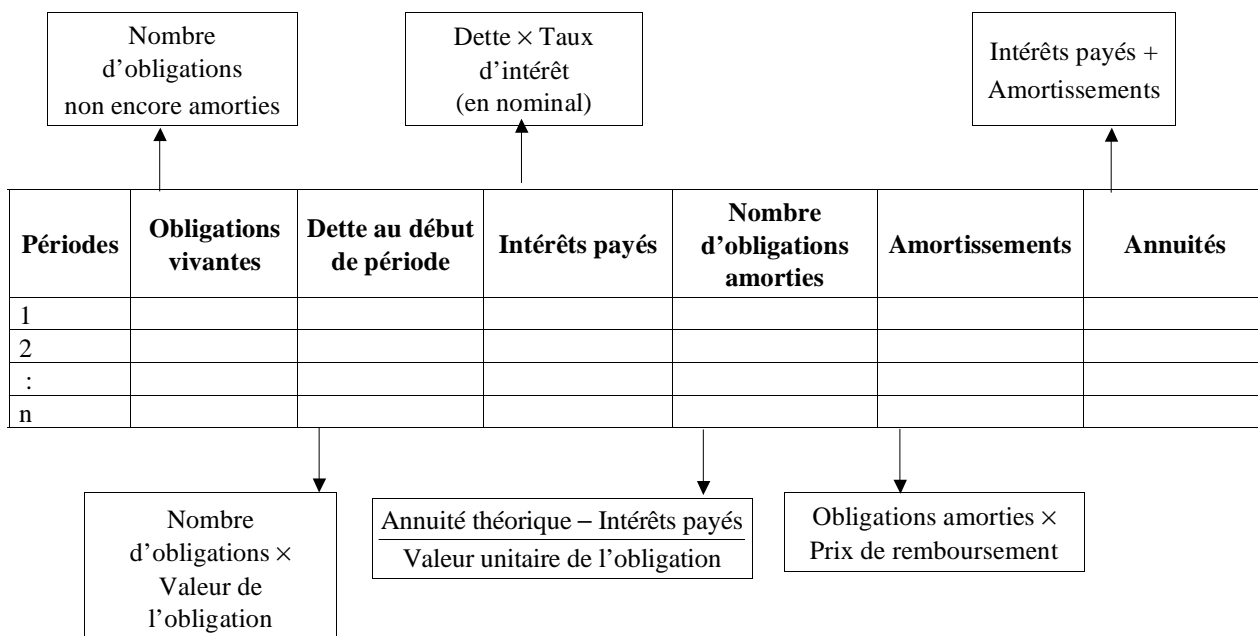 Nombre
d'obligations
non encore amorties
Dette × Taux
d'intérêt
(en nominal)
Intérêts payés +
Amortissements
Périodes
Obligations
vivantes
Dette au début
de période
Intérêts payés
Nombre
d'obligations
amorties
Amortissements
Annuités
1
2
:
n
Nombre
d'obligations ×
Valeur de
l'obligation
Annuité théorique – Intérêts payés
Valeur unitaire de l'obligation
Obligations amorties ×
Prix de remboursement